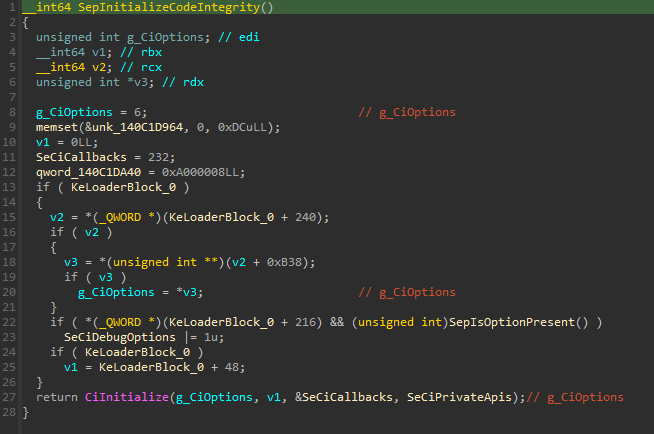 1 __int64 SepInitializeCodeIntegrity()
2 {
3 unsigned int g_CiOptions; // edi
4 __int64 v1; // rbx
5 __int64 v2; // rcx
6 unsigned int *v3; // rdx
7
8 g_CiOptions = 6; // g_CiOptions
9 memset(&unk_140C1D964, 0, 0xDCuLL);
10 v1 = 0LL;
11 SeCiCallbacks = 232;
12 qword_140C1DA40 = 0xA000008LL;
13 if ( KeLoaderBlock_0 )
14 {
15 v2 = *(_QWORD *)(KeLoaderBlock_0 + 240);
16 if ( v2 )
17 {
18 v3 = *(unsigned int **)(v2 + 0xB38);
19 if ( v3 )
20 g_CiOptions = *v3; // g_CiOptions
21 }
22 if ( *(_QWORD *)(KeLoaderBlock_0 + 216) && (unsigned int)SepIsOptionPresent() )
23 SeCiDebugOptions |= 1u;
24 if ( KeLoaderBlock_0 )
25 v1 = KeLoaderBlock_0 + 48;
26 }
27 return CiInitialize(g_CiOptions, v1, &SeCiCallbacks, SeCiPrivateApis);// g_CiOptions
28 }